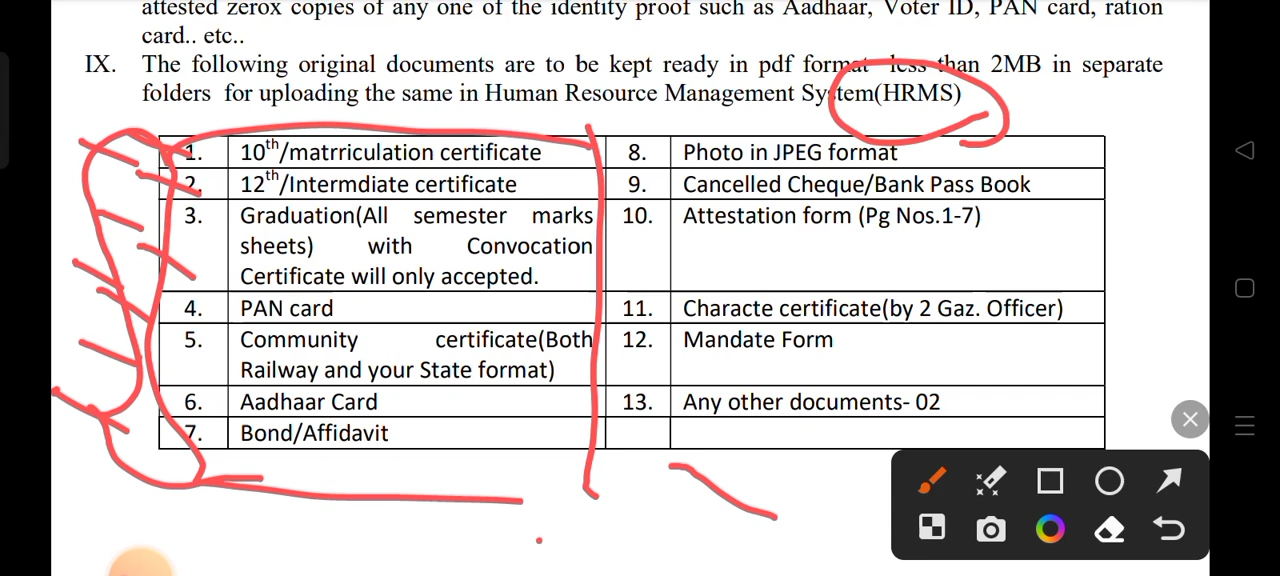 attested zerox copies of any one of the identity proof such as Aadhaar, Voter ID, PAN card, ration
card.. etc..
IX. The following original documents are to be kept ready in pdf format less than 2MB in separate
folders for uploading the same in Human Resource Management System(HRMS)
1. 10th/matrriculation certificate 8. Photo in JPEG format
2. 12th/Intermdiate certificate 9. Cancelled Cheque/Bank Pass Book
3. Graduation(All semester marks 10. Attestation form (Pg Nos.1-7)
sheets) with Convocation
Certificate will only accepted.
4. PAN card 11. Characte certificate(by 2 Gaz. Officer)
5. Community certificate(Both 12. Mandate Form
Railway and your State format)
6. Aadhaar Card 13. Any other documents- 02
7. Bond/Affidavit